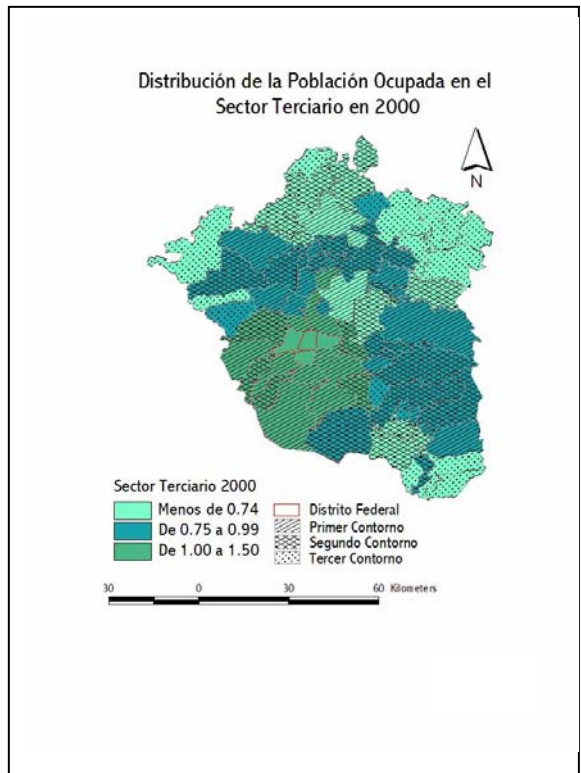 Distribución de la Población Ocupada en el
Sector Terciario en 2000
N
Sector Terciario 2000
Menos de 0.74
De 0.75 a 0.99
De 1.00 a 1.50
Distrito Federal
Primer Contorno
Segundo Contorno
Tercer Contorno
30 0 30 60 Kilometers